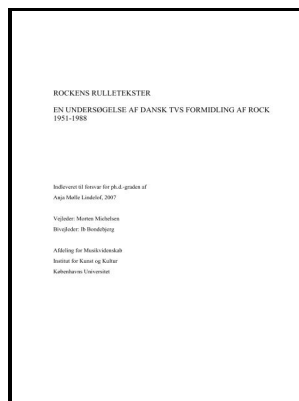 ROCKENS RULLETEKSTER
EN UNDERSØGELSE AF DANSK TVS FORMIDLING AF ROCK
1951-1988
Indleveret til forsvar for ph.d.-graden af
Anja Mølle Lindelof, 2007
Vejleder: Morten Michelsen
Bivejleder: Ib Bondebjerg
Afdeling for Musikvidenskab
Institut for Kunst og Kultur
Københavns Universitet